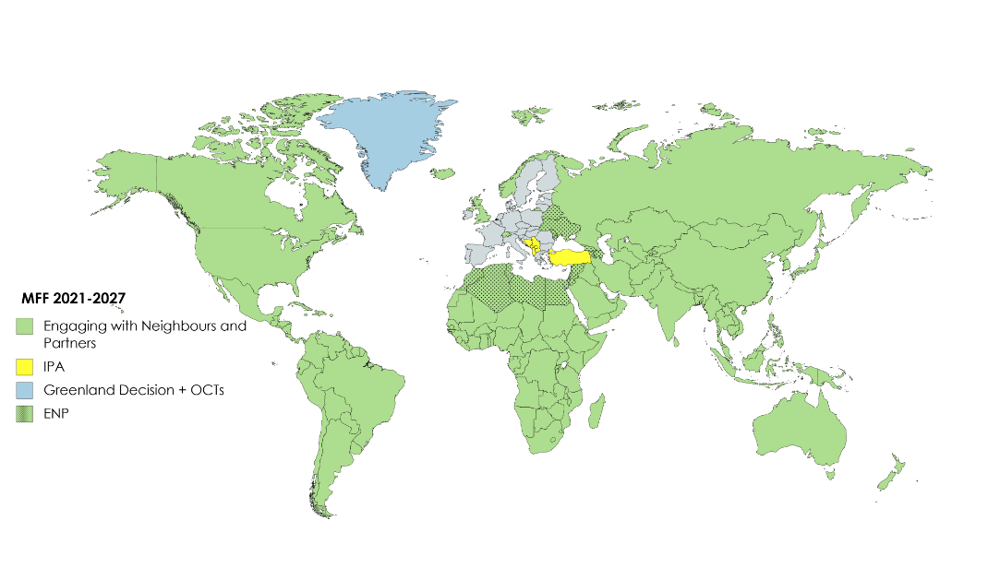 MFF 2021-2027
Engaging with Neighbours and
Partners
IPA
Greenland Decision + OCTs
ENP